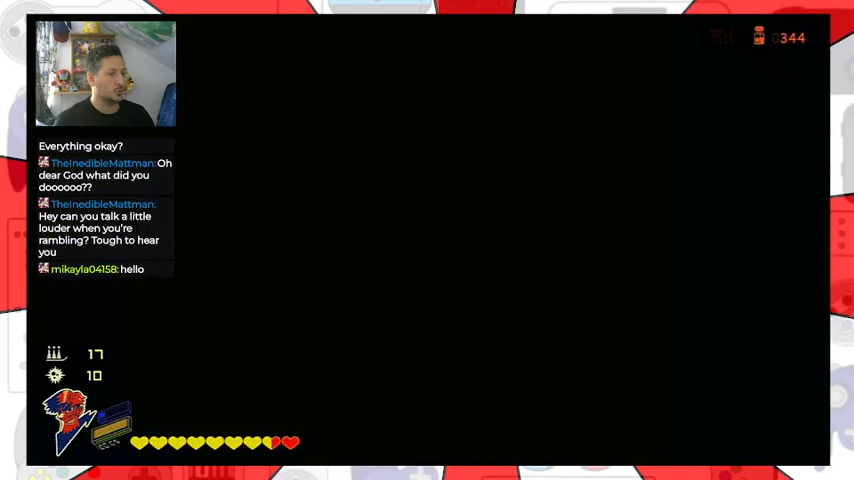 0344
Everything okay?
TheInedibleMattman: Oh
dear God what did you
doooooo??
TheInedibleMattman:
Hey can you talk a little
louder when you're
rambling? Tough to hear
you
mikayla04158: hello
17
10